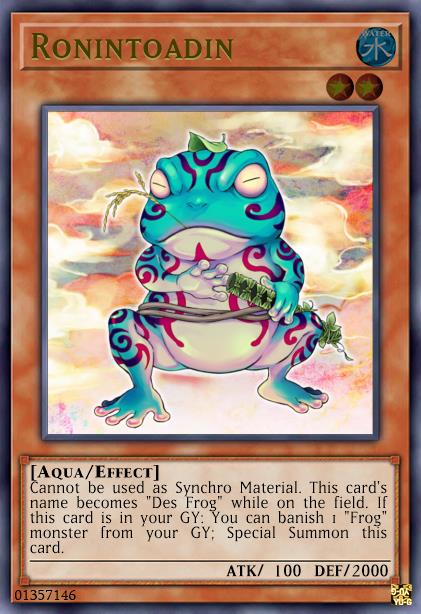 Ronintoadin
WATER
水
[Aqua/Effect]
Cannot be used as Synchro Material. This card's
name becomes "Des Frog" while on the field. If
this card is in your GY: You can banish 1 "Frog"
monster from your GY; Special Summon this
card.
ATK/ 100 DEF/2000
01357146